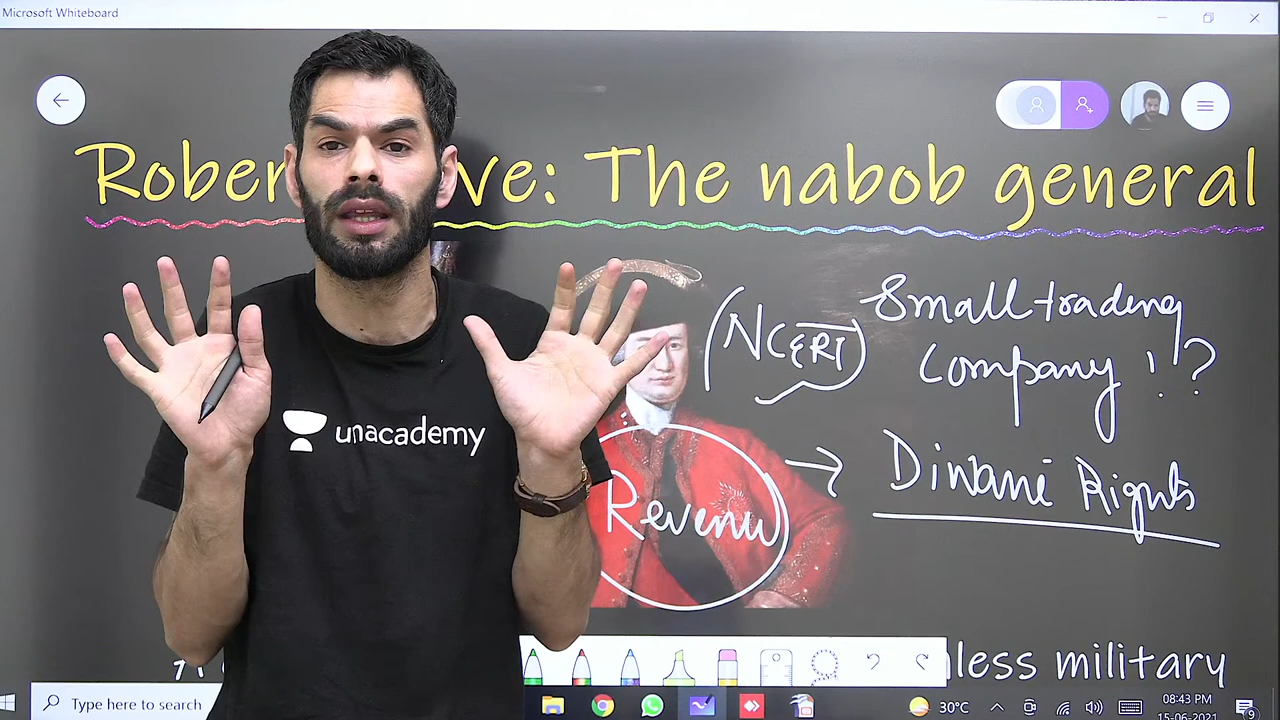 Microsoft Whiteboard
Rober ve: The nabob general
(NCERT) Small trading
company !?
unacademy
Revenu → Diwani Rights
less military
Type here to search
30°C
08:43 PM
15-06-2021
9